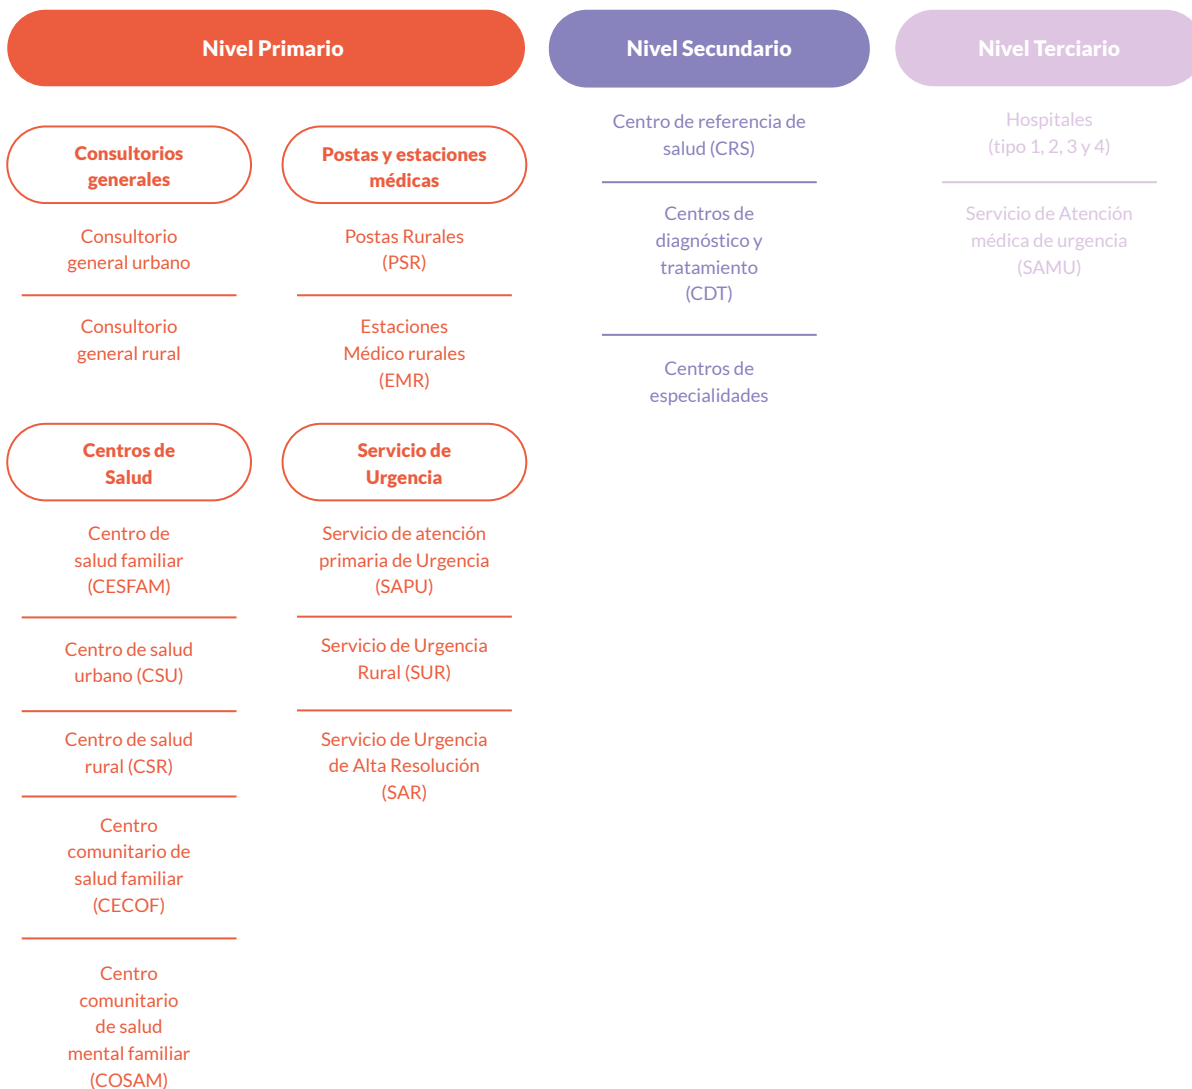 Nivel Primario
Consultorios
generales
Consultorio
general urbano
Consultorio
general rural
Postas y estaciones
médicas
Postas Rurales
(PSR)
Estaciones
Médico rurales
(EMR)
Centros de
Salud
Centro de
salud familiar
(CESFAM)
Centro de salud
urbano (CSU)
Centro de salud
rural (CSR)
Centro
comunitario de
salud familiar
(CECOF)
Centro
comunitario
de salud
mental familiar
(COSAM)
Servicio de
Urgencia
Servicio de atención
primaria de Urgencia
(SAPU)
Servicio de Urgencia
Rural (SUR)
Servicio de Urgencia
de Alta Resolución
(SAR)
Nivel Secundario
Centro de referencia de
salud (CRS)
Centros de
diagnóstico y
tratamiento
(CDT)
Centros de
especialidades
Nivel Terciario
Hospitales
(tipo 1, 2, 3 y 4)
Servicio de Atención
médica de urgencia
(SAMU)